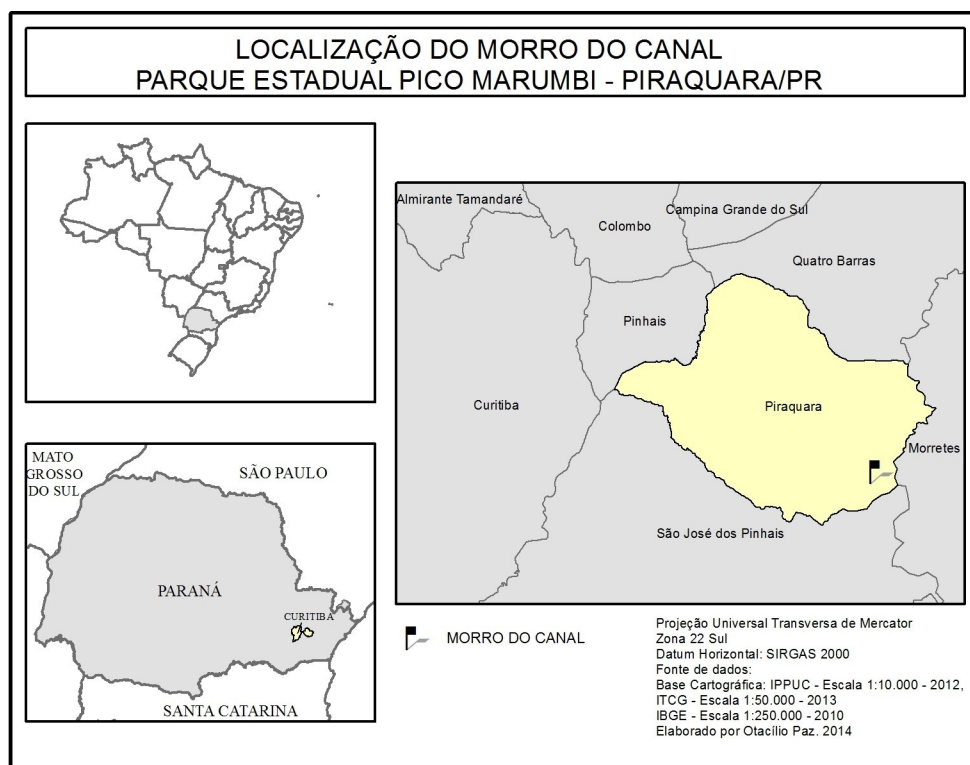 LOCALIZAÇÃO DO MORRO DO CANAL
PARQUE ESTADUAL PICO MARUMBI - PIRAQUARA/PR
Almirante Tamandaré
Colombo
Campina Grande do Sul
Quatro Barras
Pinhais
Curitiba
Piraquara
Morretes
São José dos Pinhais
MATO
GROSSO
DO SUL
SÃO PAULO
PARANÁ
CURITIBA
SANTA CATARINA
MORRO DO CANAL
Projeção Universal Transversa de Mercator
Zona 22 Sul
Datum Horizontal: SIRGAS 2000
Fonte de dados:
Base Cartográfica: IPPUC - Escala 1:10.000 - 2012,
ITCG - Escala 1:50.000 - 2013
IBGE - Escala 1:250.000 - 2010
Elaborado por Otacílio Paz. 2014